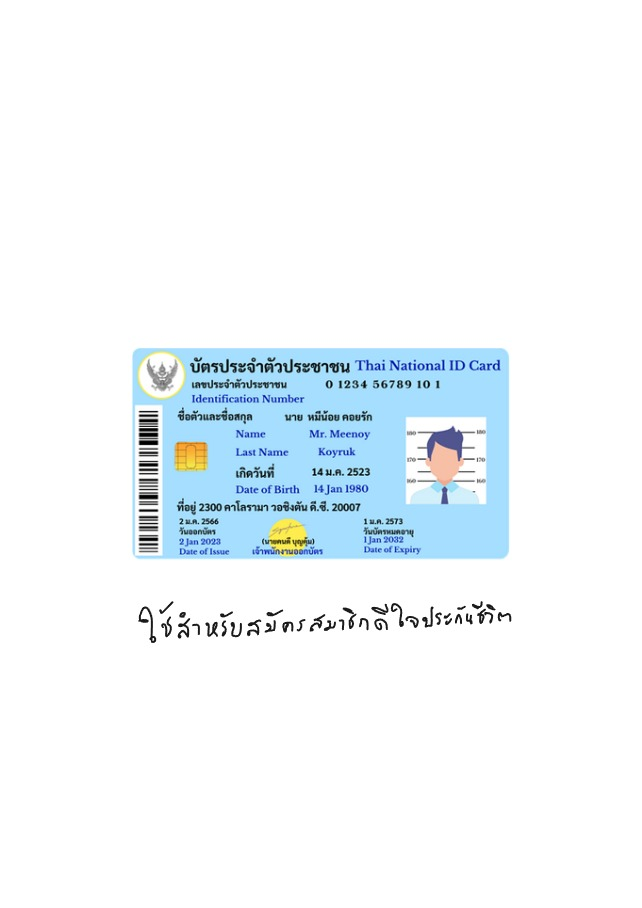 บัตรประจำตัวประชาชน Thai National ID Card
เลขประจำตัวประชาชน 0 1234 56789 10 1
Identification Number
ชื่อตัวและชื่อสกุล นาย หมีน้อย คอยรัก
Name Mr. Meenoy
Last Name Koyruk
เกิดวันที่ 14 ม.ค. 2523
Date of Birth 14 Jan 1980
ที่อยู่ 2300 คาโลรามา วอชิงตัน ดี.ซี. 20007
2 ม.ค. 2566 1 ม.ค. 2573
วันออกบัตร วันบัตรหมดอายุ
2 Jan 2023 (นายคนดี บุญคุ้ม) 1 Jan 2032
Date of Issue เจ้าพนักงานออกบัตร Date of Expiry
180 180
170 170
160 160
ใช้สำหรับสมัครสมาชิกดีใจประกันชีวิต